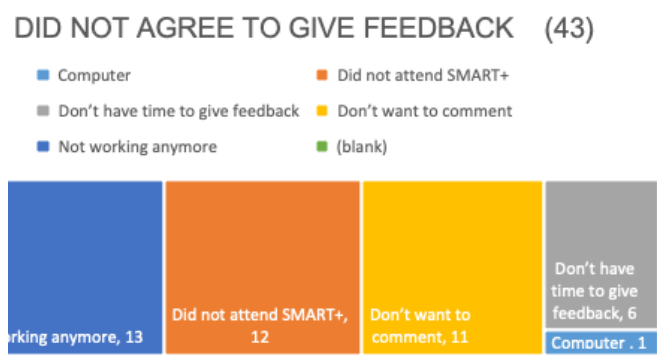 DID NOT AGREE TO GIVE FEEDBACK (43)
Computer
Did not attend SMART+
Don't have time to give feedback
Don't want to comment
Not working anymore
(blank)
orking anymore, 13
Did not attend SMART+,
12
Don't want to
comment, 11
Don't have
time to give
feedback, 6
Computer , 1